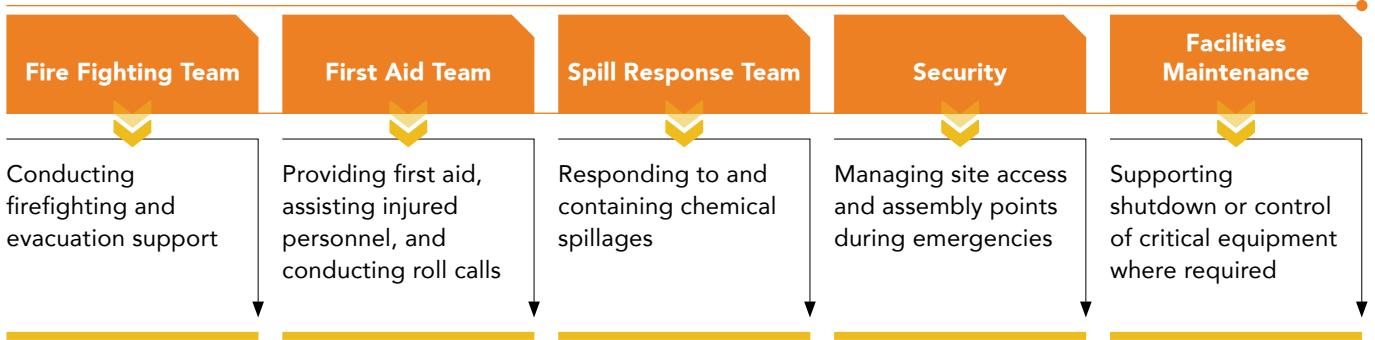 Fire Fighting Team
First Aid Team
Spill Response Team
Security
Facilities
Maintenance
Conducting
firefighting and
evacuation support
Providing first aid,
assisting injured
personnel, and
conducting roll calls
Responding to and
containing chemical
spillages
Managing site access
and assembly points
during emergencies
Supporting
shutdown or control
of critical equipment
where required